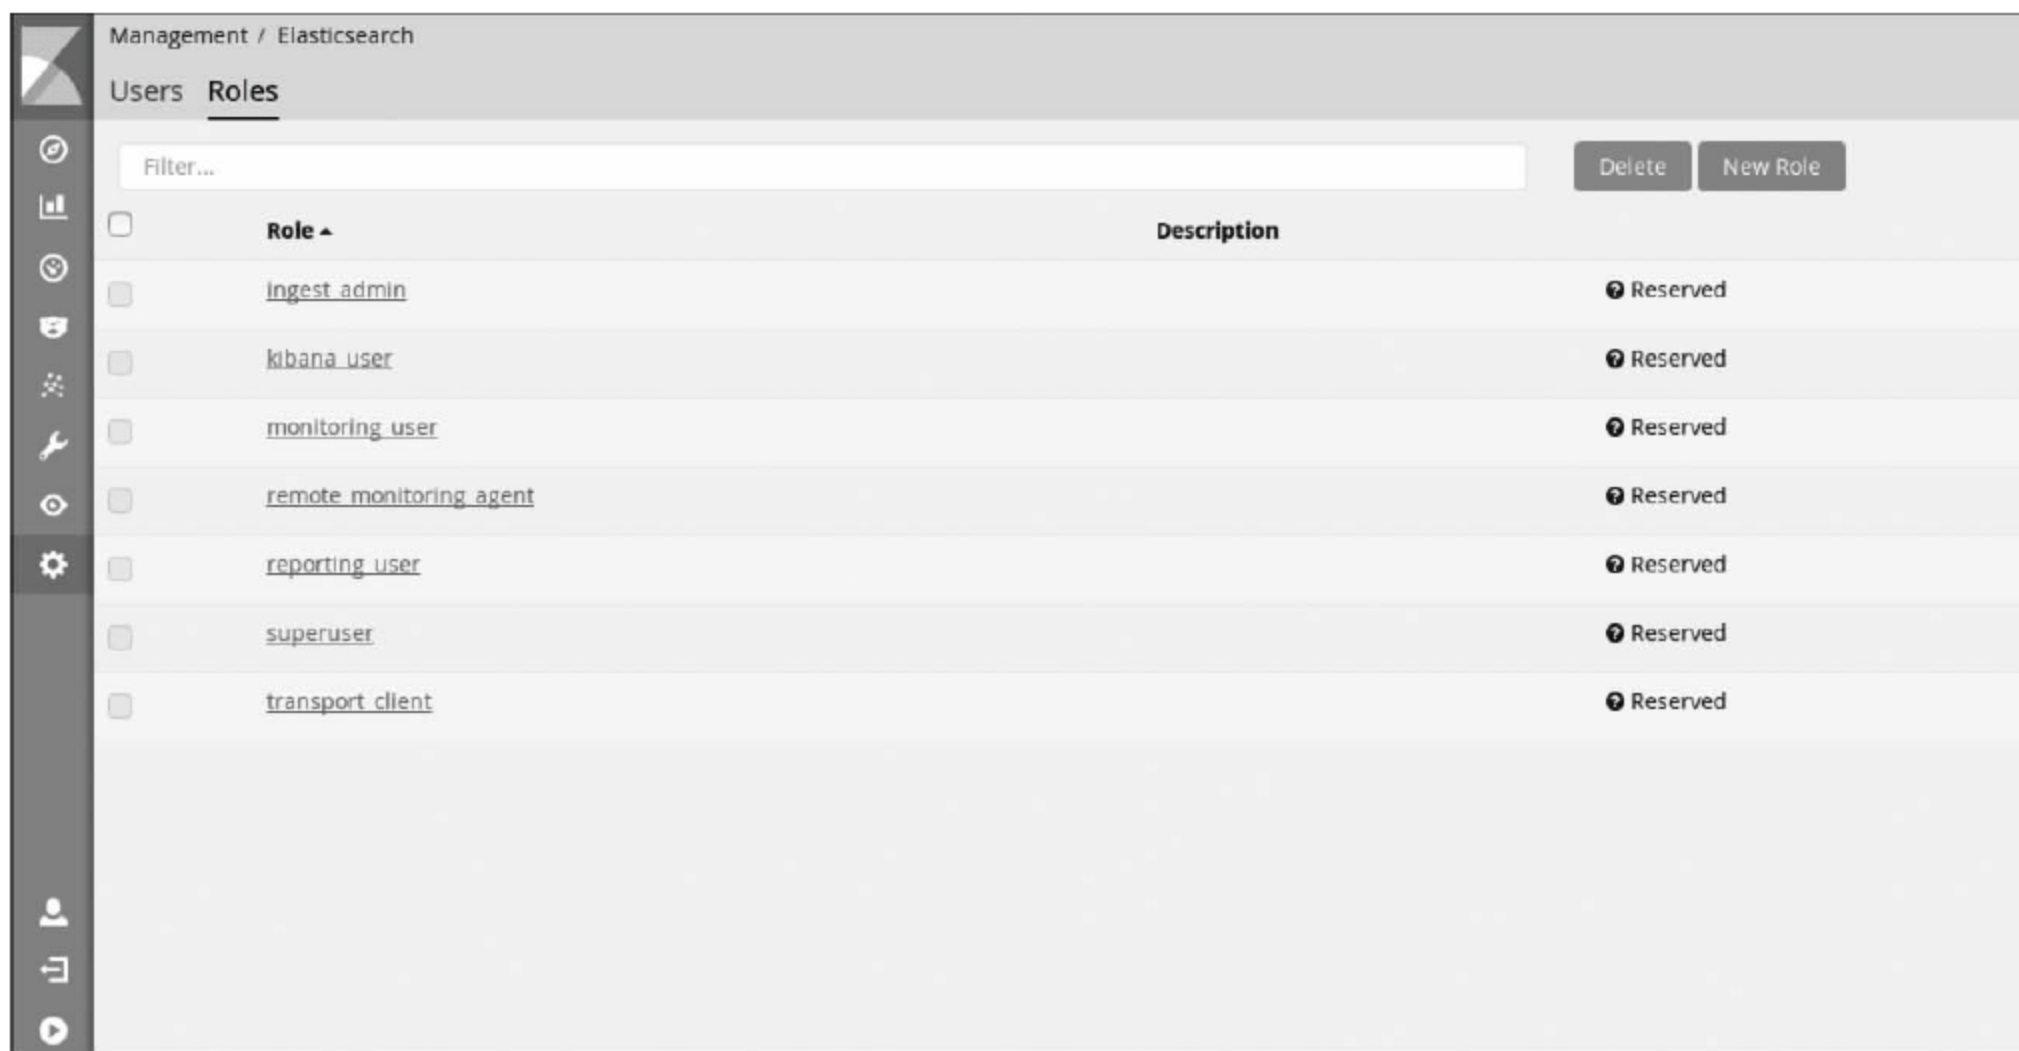 Management / Elasticsearch
Users Roles
Filter...
Delete New Role
Role Description
ingest_admin Reserved
kibana_user Reserved
monitoring_user Reserved
remote_monitoring_agent Reserved
reporting_user Reserved
superuser Reserved
transport_client Reserved